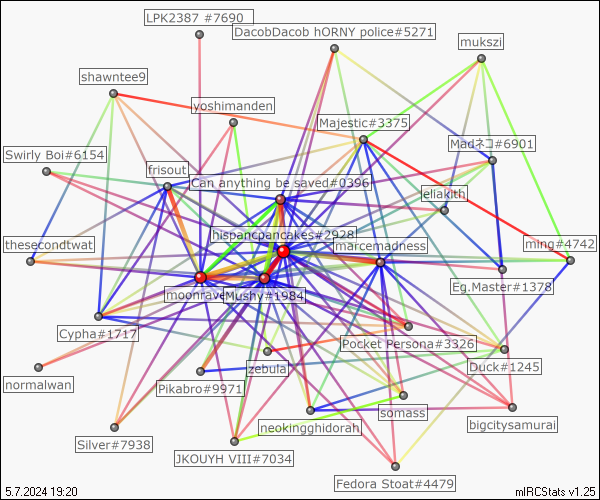 LPK2387 #7690
DacobDacob hORNY police#5271
mukszi
shawntee9
yoshimanden
Majestic#3375
Madネコ#6901
Swirly Boi#6154
frisout
Can anything be saved#0396
ellakith
hispancpancakes#2928
thesecondtwat
marcemadness
ming#4742
moonrave
Mushy#1984
Eg.Master#1378
Cypha#1717
Pocket Persona#3326
zebula
Duck#1245
normalwan
Pikabro#9971
somass
bigcitysamurai
neokingghidorah
Silver#7938
JKOUYH VIII#7034
Fedora Stoat#4479
5.7.2024 19:20
mIRCStats v1.25